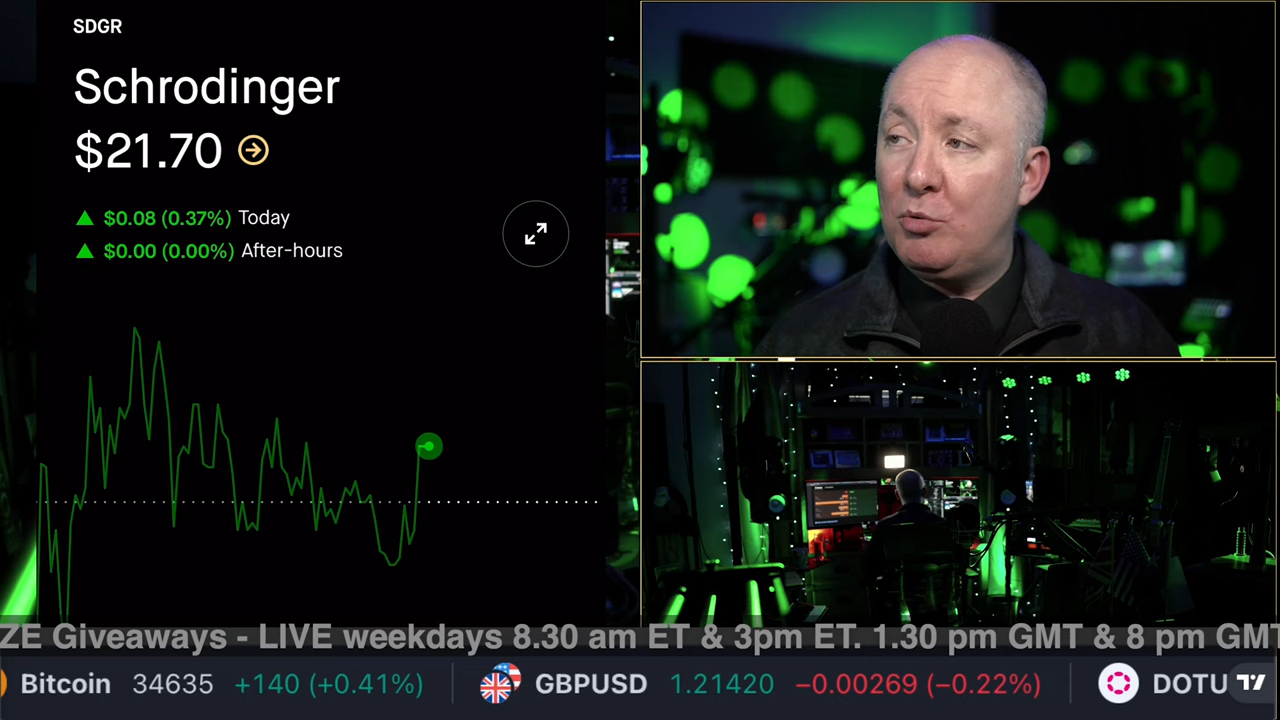 SDGR
Schrodinger
$21.70
$0.08 (0.37%) Today
$0.00 (0.00%) After-hours
ZE Giveaways - LIVE weekdays 8.30 am ET & 3pm ET. 1.30 pm GMT & 8 pm GMT
Bitcoin 34635 +140 (+0.41%) GBPUSD 1.21420 −0.00269 (−0.22%) DOTU